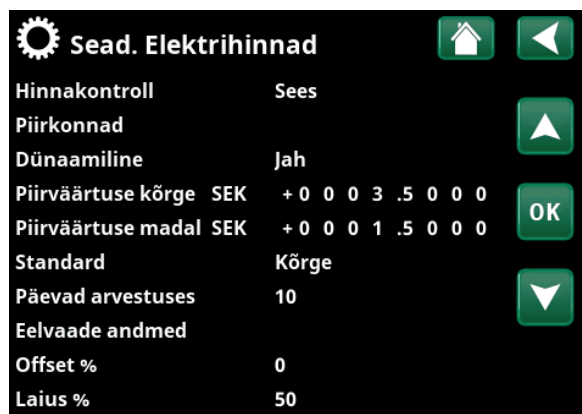 Sead. Elektrihinnad
Hinnakontroll Sees
Piirkonnad
Dünaamiline Jah
Piirväärtuse kõrge SEK +0 0 0 3 .5 0 0 0
OK
Piirväärtuse madal SEK +0 0 0 1 .5 0 0 0
Standard Kõrge
Päevad arvestuses 10
Eelvaade andmed
Offset % 0
Laius % 50